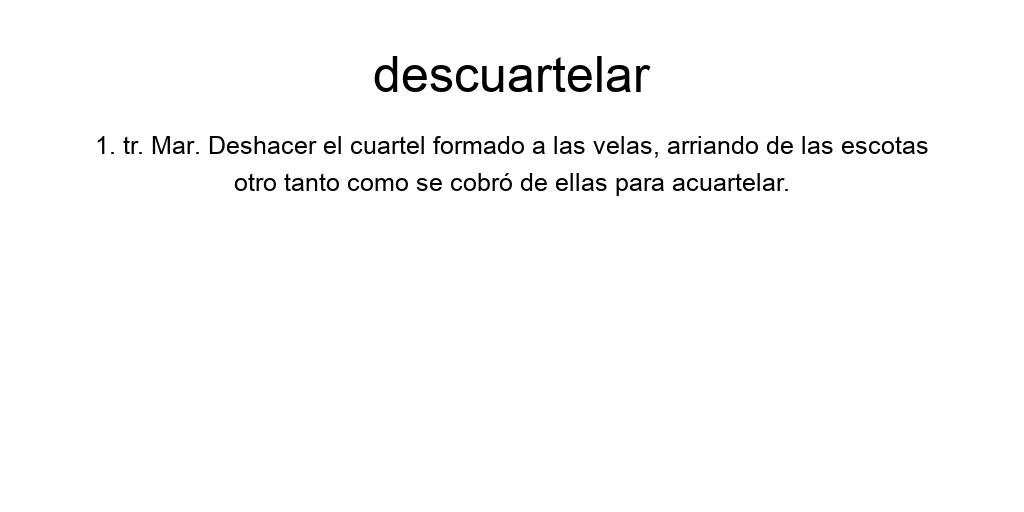 descuartelar
1. tr. Mar. Deshacer el cuartel formado a las velas, arriando de las escotas
otro tanto como se cobró de ellas para acuartelar.